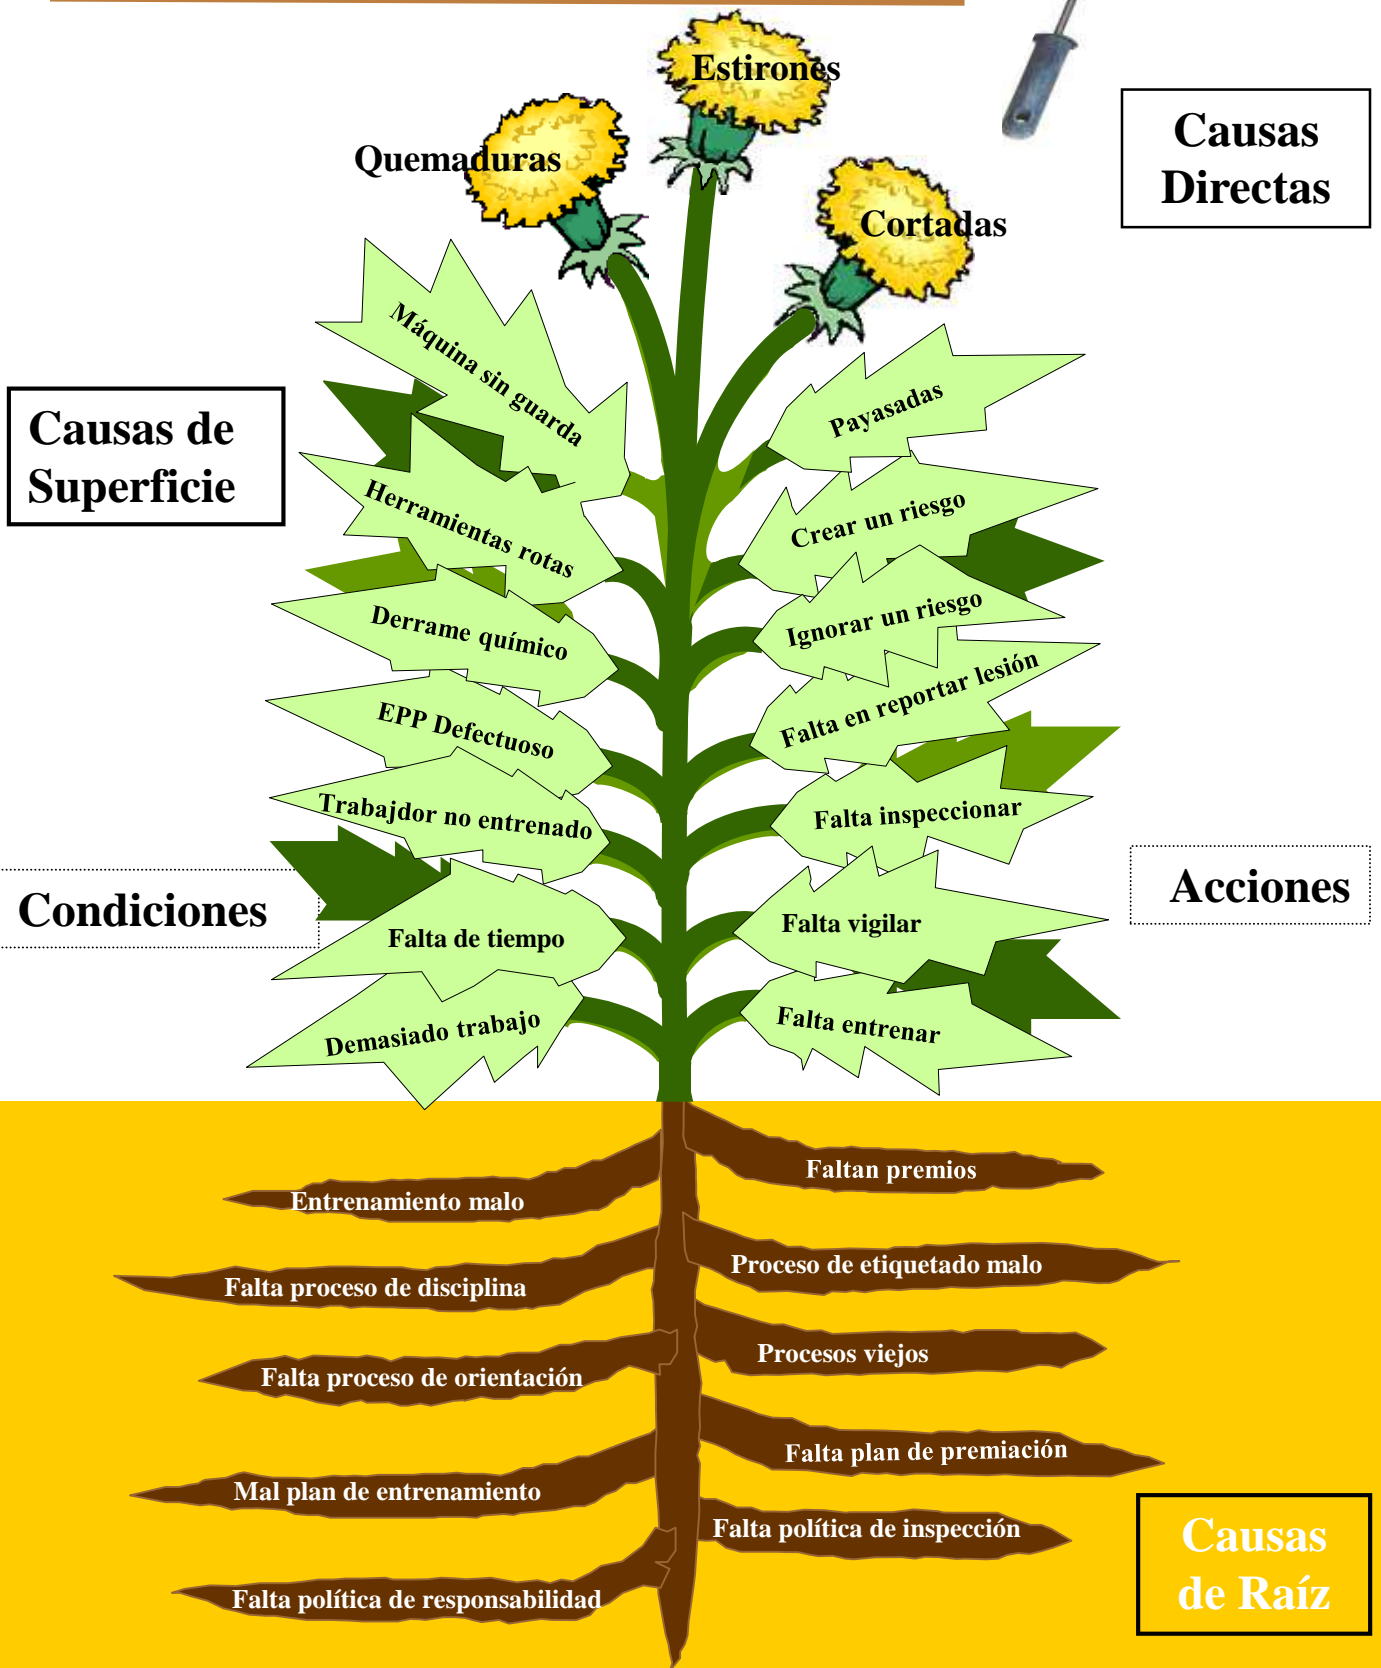 Estirones
Quemaduras
Cortadas
Causas
Directas
Causas de
Superficie
Máquina sin guarda
Herramientas rotas
Derrame químico
EPP Defectuoso
Trabajdor no entrenado
Falta de tiempo
Demasiado trabajo
Condiciones
Payasadas
Crear un riesgo
Ignorar un riesgo
Falta en reportar lesión
Falta inspeccionar
Falta vigilar
Falta entrenar
Acciones
Entrenamiento malo
Falta proceso de disciplina
Falta proceso de orientación
Mal plan de entrenamiento
Falta política de responsabilidad
Faltan premios
Proceso de etiquetado malo
Procesos viejos
Falta plan de premiación
Falta política de inspección
Causas
de Raíz